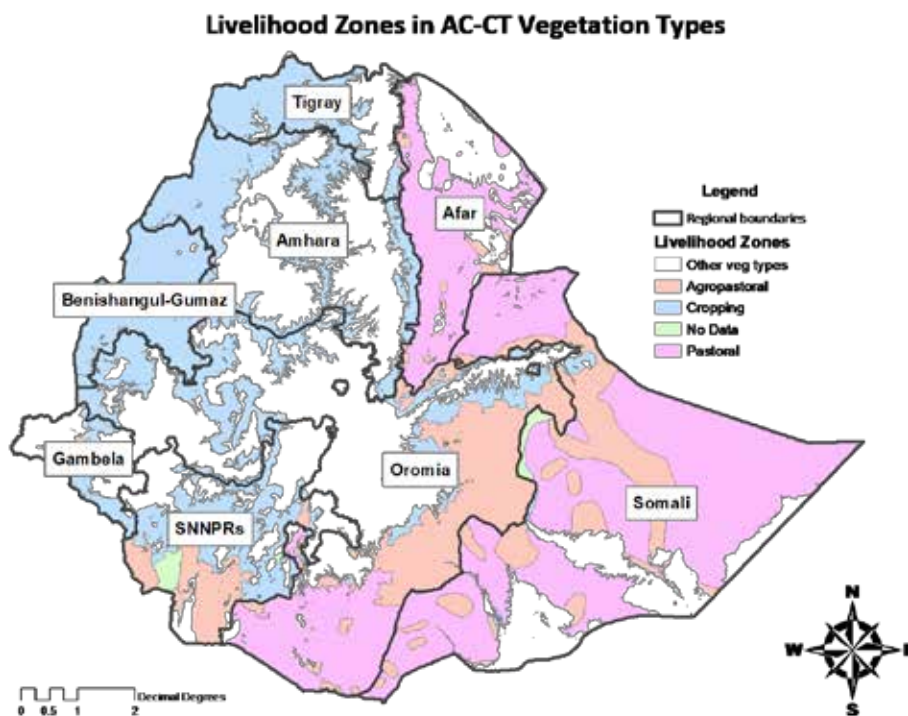 Livelihood Zones in AC-CT Vegetation Types
Tigray
Afar
Amhara
Benishangul-Gumaz
Gambela
Oromia
SNNPRs
Somali
Legend
Regional boundaries
Livelihood Zones
Other veg types
Agropastoral
Cropping
No Data
Pastoral
N
W E
S
Decimal Degrees
0 0.5 1 2